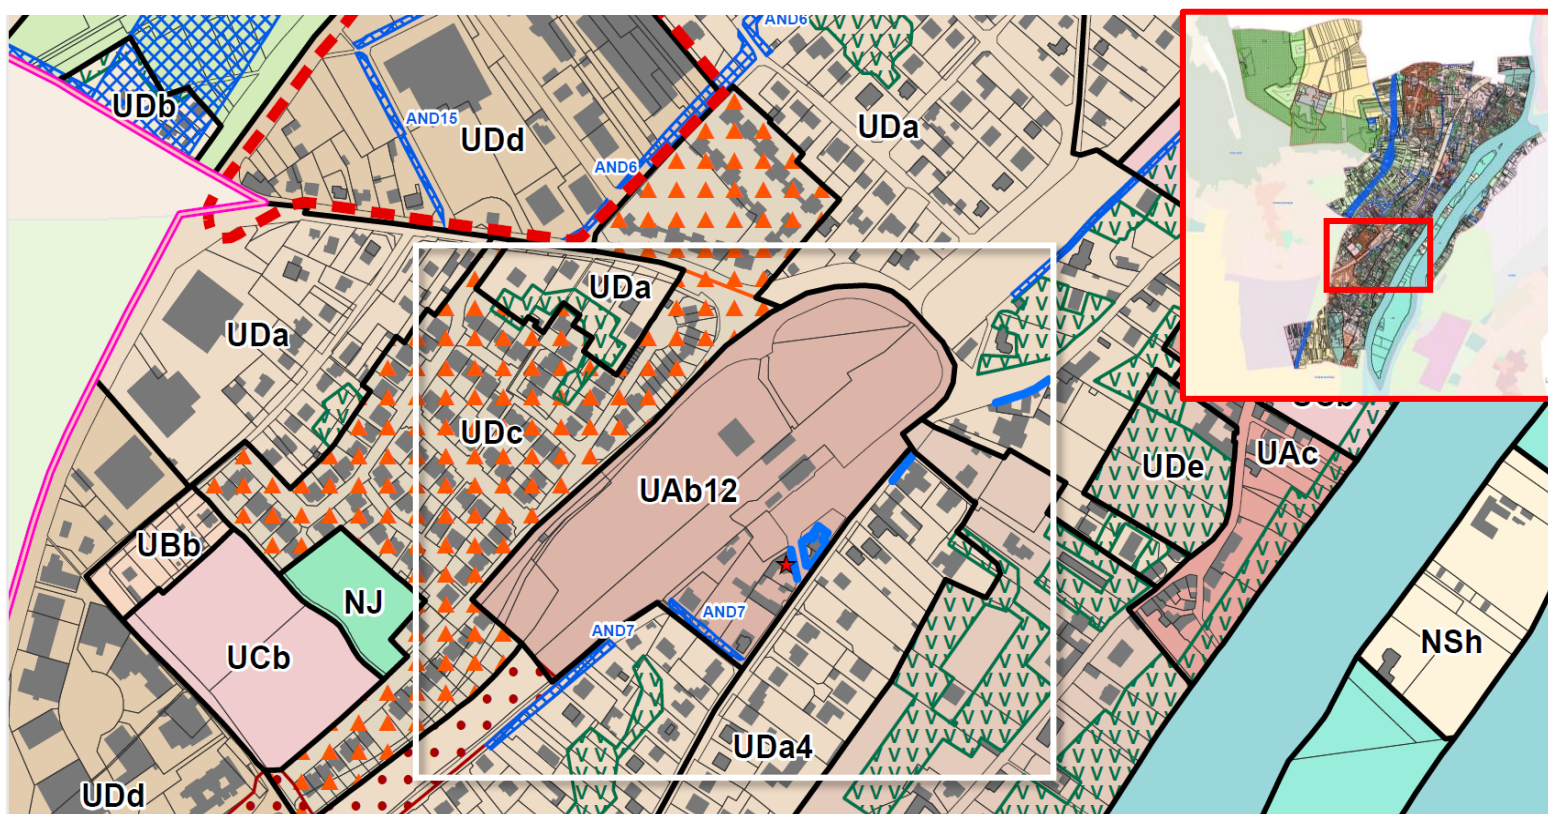 AND6
UDb
AND15
UDd
UDa
AND6
UDa
UDa
UDc
UAb12
UDe
UAc
UBb
NJ
AND7
AND7
UCb
NSh
UDa4
UDd